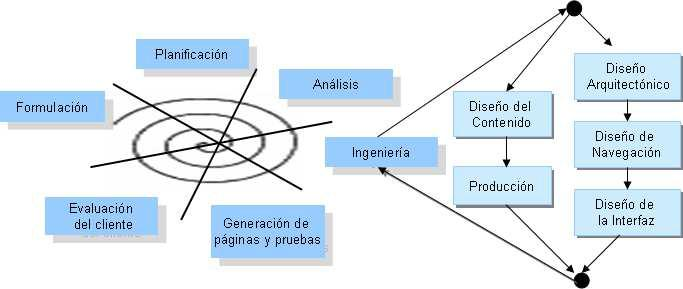 Planificación
Análisis
Formulación
Ingeniería
Evaluación
del cliente
Generación de
páginas y pruebas
Diseño del
Contenido
Producción
Diseño
Arquitectónico
Diseño de
Navegación
Diseño de
la Interfaz